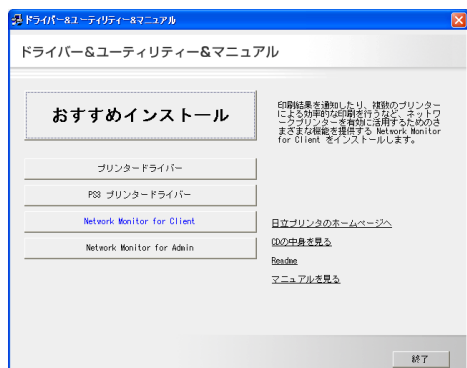 ドライバー&ユーティリティー&マニュアル
ドライバー&ユーティリティー&マニュアル
おすすめインストール
印刷結果を通知したり、複数のプリンター
による効率的な印刷を行うなど、ネットワ
ークプリンターを有効に活用するためのさ
まざまな機能を提供する Network Monitor
for Client をインストールします。
プリンタードライバー
PS3 プリンタードライバー
Network Monitor for Client
Network Monitor for Admin
日立プリンタのホームページへ
CDの中身を見る
Readme
マニュアルを見る
終了